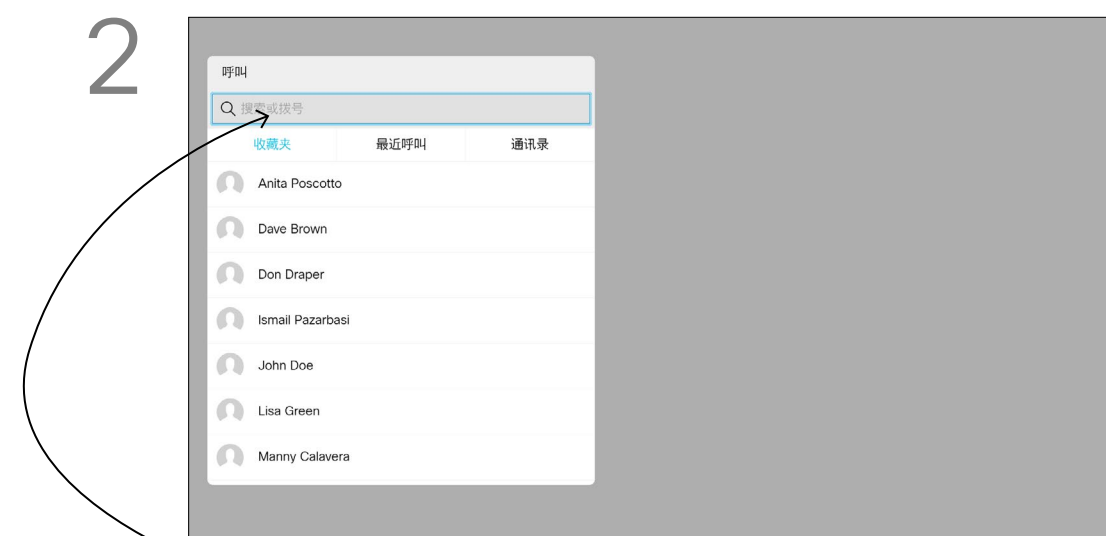 2
呼叫
搜索或拨号
收藏夹 最近呼叫 通讯录
Anita Poscotto
Dave Brown
Don Draper
Ismail Pazarbasi
John Doe
Lisa Green
Manny Calavera